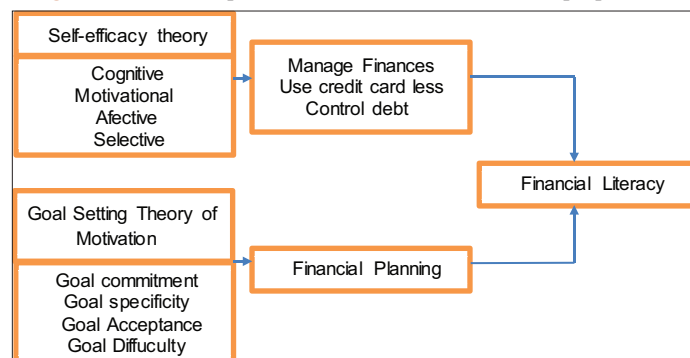 Self-efficacy theory
Cognitive
Motivational
Afective
Selective
Manage Finances
Use credit card less
Control debt
Financial Literacy
Goal Setting Theory of
Motivation
Goal commitment
Goal specificity
Goal Acceptance
Goal Diffuculty
Financial Planning